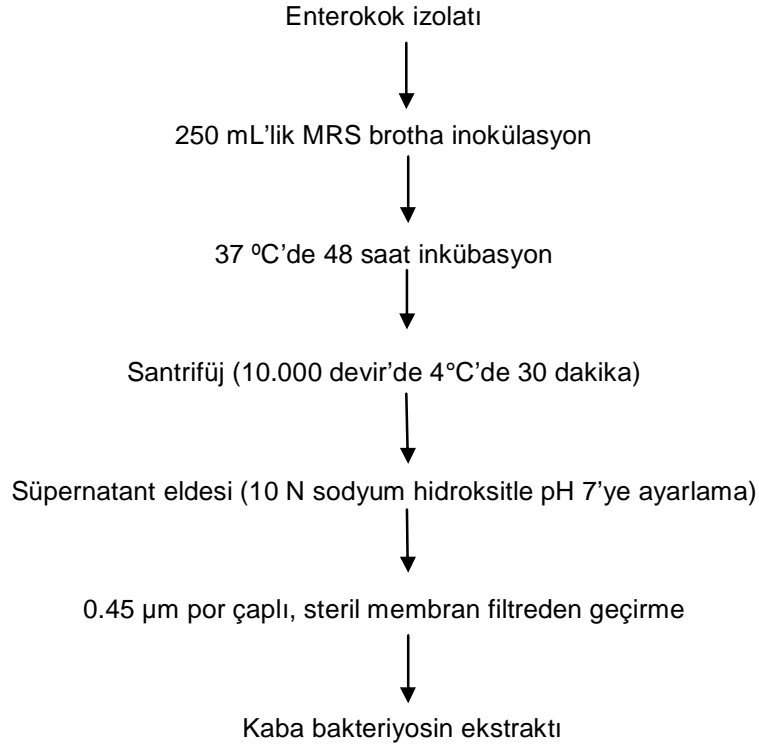 Enterokok izolatı
250 mL’lik MRS brotha inokülasyon
37 ºC’de 48 saat inkübasyon
Santrifüj (10.000 devir’de 4°C’de 30 dakika)
Süpernatant eldesi (10 N sodyum hidroksitle pH 7’ye ayarlama)
0.45 µm por çaplı, steril membran filtreden geçirme
Kaba bakteriyosin ekstraktı